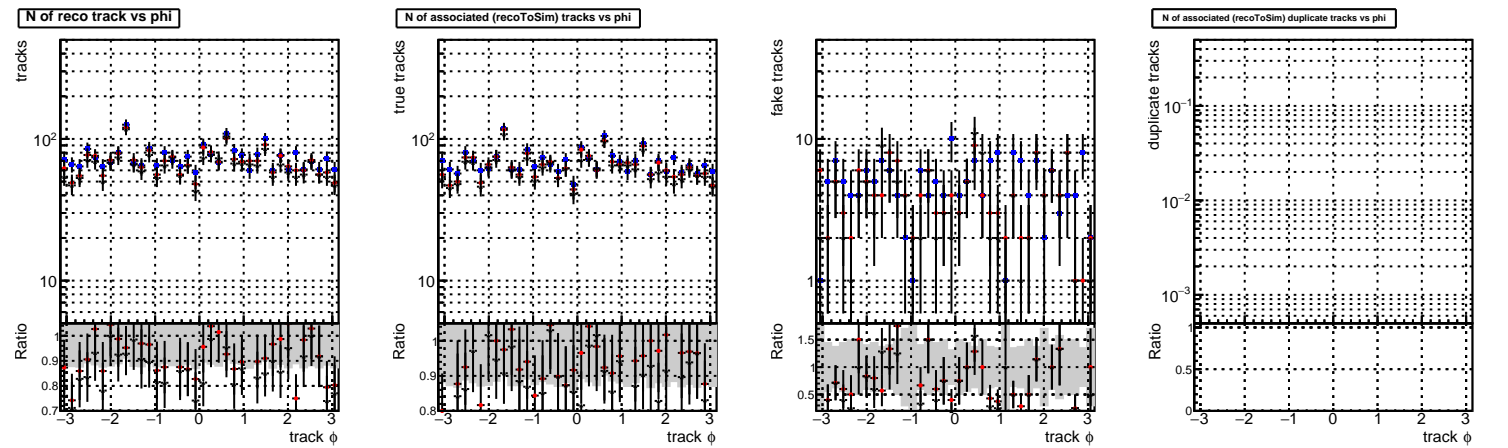 N of reco track vs phi
tracks
10²
10
Ratio
1
0.9
0.8
0.7
−3 −2 −1 0 1 2 3
track ϕ
N of associated (recoToSim) tracks vs phi
true tracks
10²
10
Ratio
1
0.9
0.8
−3 −2 −1 0 1 2 3
track ϕ
fake tracks
10
1
Ratio
1.5
1
0.5
−3 −2 −1 0 1 2 3
track ϕ
N of associated (recoToSim) duplicate tracks vs phi
duplicate tracks
10⁻¹
10⁻²
10⁻³
Ratio
1
0.5
0
−3 −2 −1 0 1 2 3
track ϕ